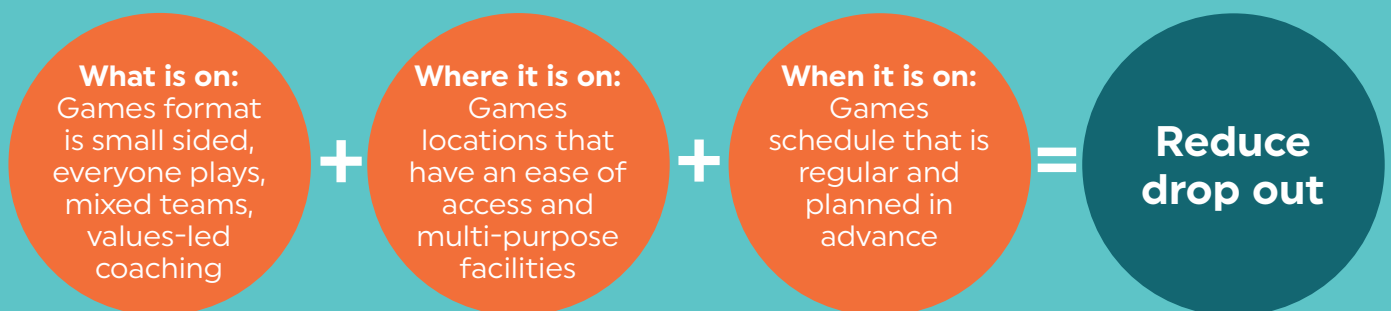 What is on:
Games format
is small sided,
everyone plays,
mixed teams,
values-led
coaching
+
Where it is on:
Games
locations that
have an ease of
access and
multi-purpose
facilities
+
When it is on:
Games
schedule that is
regular and
planned in
advance
=
Reduce
drop out